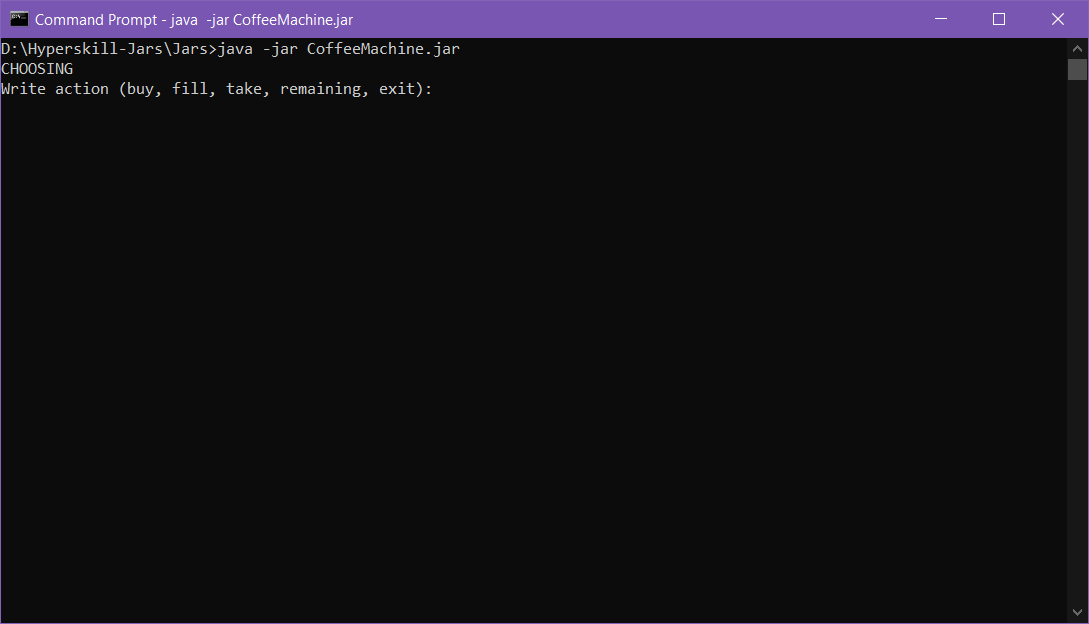 Command Prompt - java  -jar CoffeeMachine.jar
D:\Hyperskill-Jars\Jars>java -jar CoffeeMachine.jar
CHOOSING
Write action (buy, fill, take, remaining, exit):